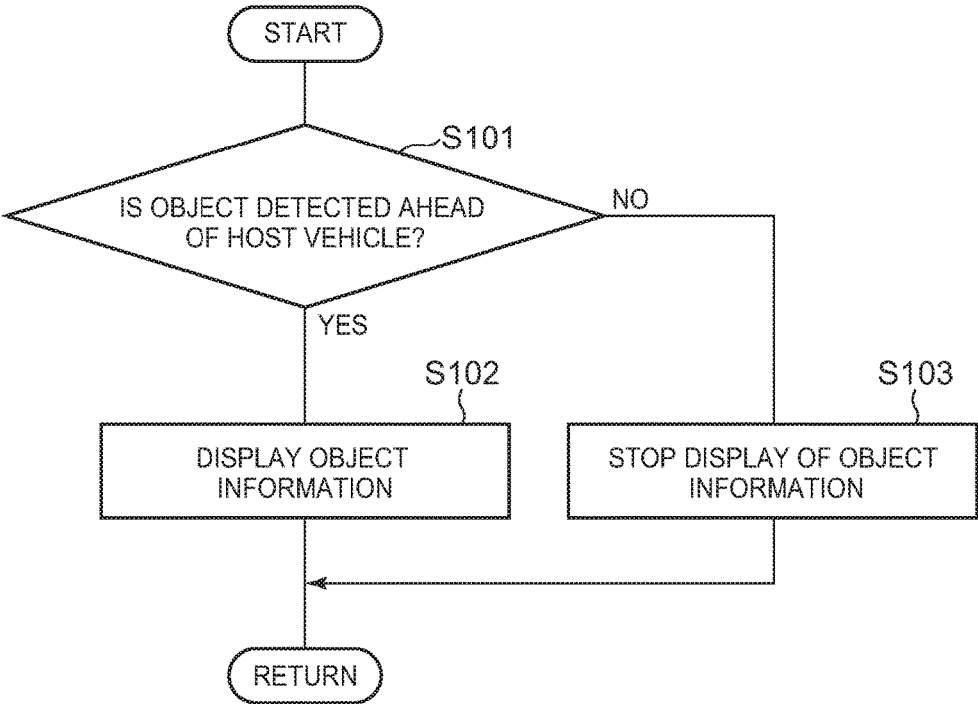 START
S101
IS OBJECT DETECTED AHEAD
OF HOST VEHICLE?
NO
YES
S102
DISPLAY OBJECT
INFORMATION
S103
STOP DISPLAY OF OBJECT
INFORMATION
RETURN